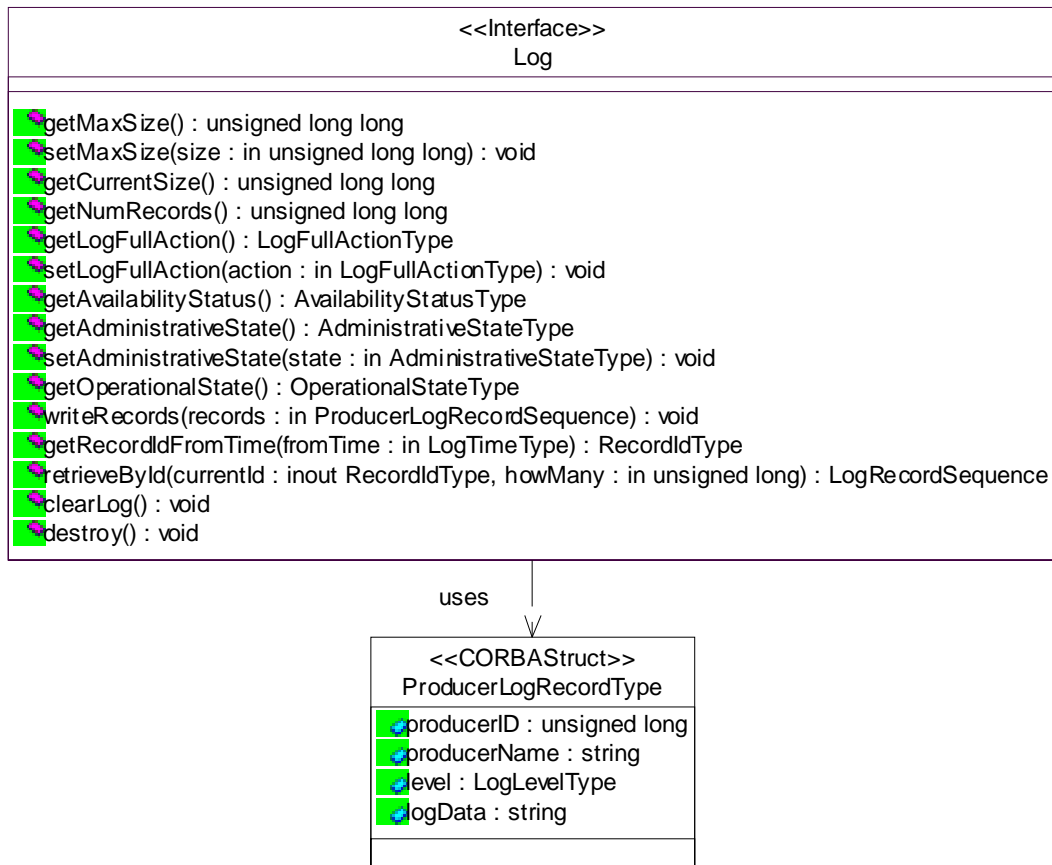 <<Interface>>
Log
getMaxSize() : unsigned long long
setMaxSize(size : in unsigned long long) : void
getCurrentSize() : unsigned long long
getNumRecords() : unsigned long long
getLogFullAction() : LogFullActionType
setLogFullAction(action : in LogFullActionType) : void
getAvailabilityStatus() : AvailabilityStatusType
getAdministrativeState() : AdministrativeStateType
setAdministrativeState(state : in AdministrativeStateType) : void
getOperationalState() : OperationalStateType
writeRecords(records : in ProducerLogRecordSequence) : void
getRecordIdFromTime(fromTime : in LogTimeType) : RecordIdType
retrieveById(currentId : inout RecordIdType, howMany : in unsigned long) : LogRecordSequence
clearLog() : void
destroy() : void
uses
<<CORBAStruct>>
ProducerLogRecordType
producerID : unsigned long
producerName : string
level : LogLevelType
logData : string